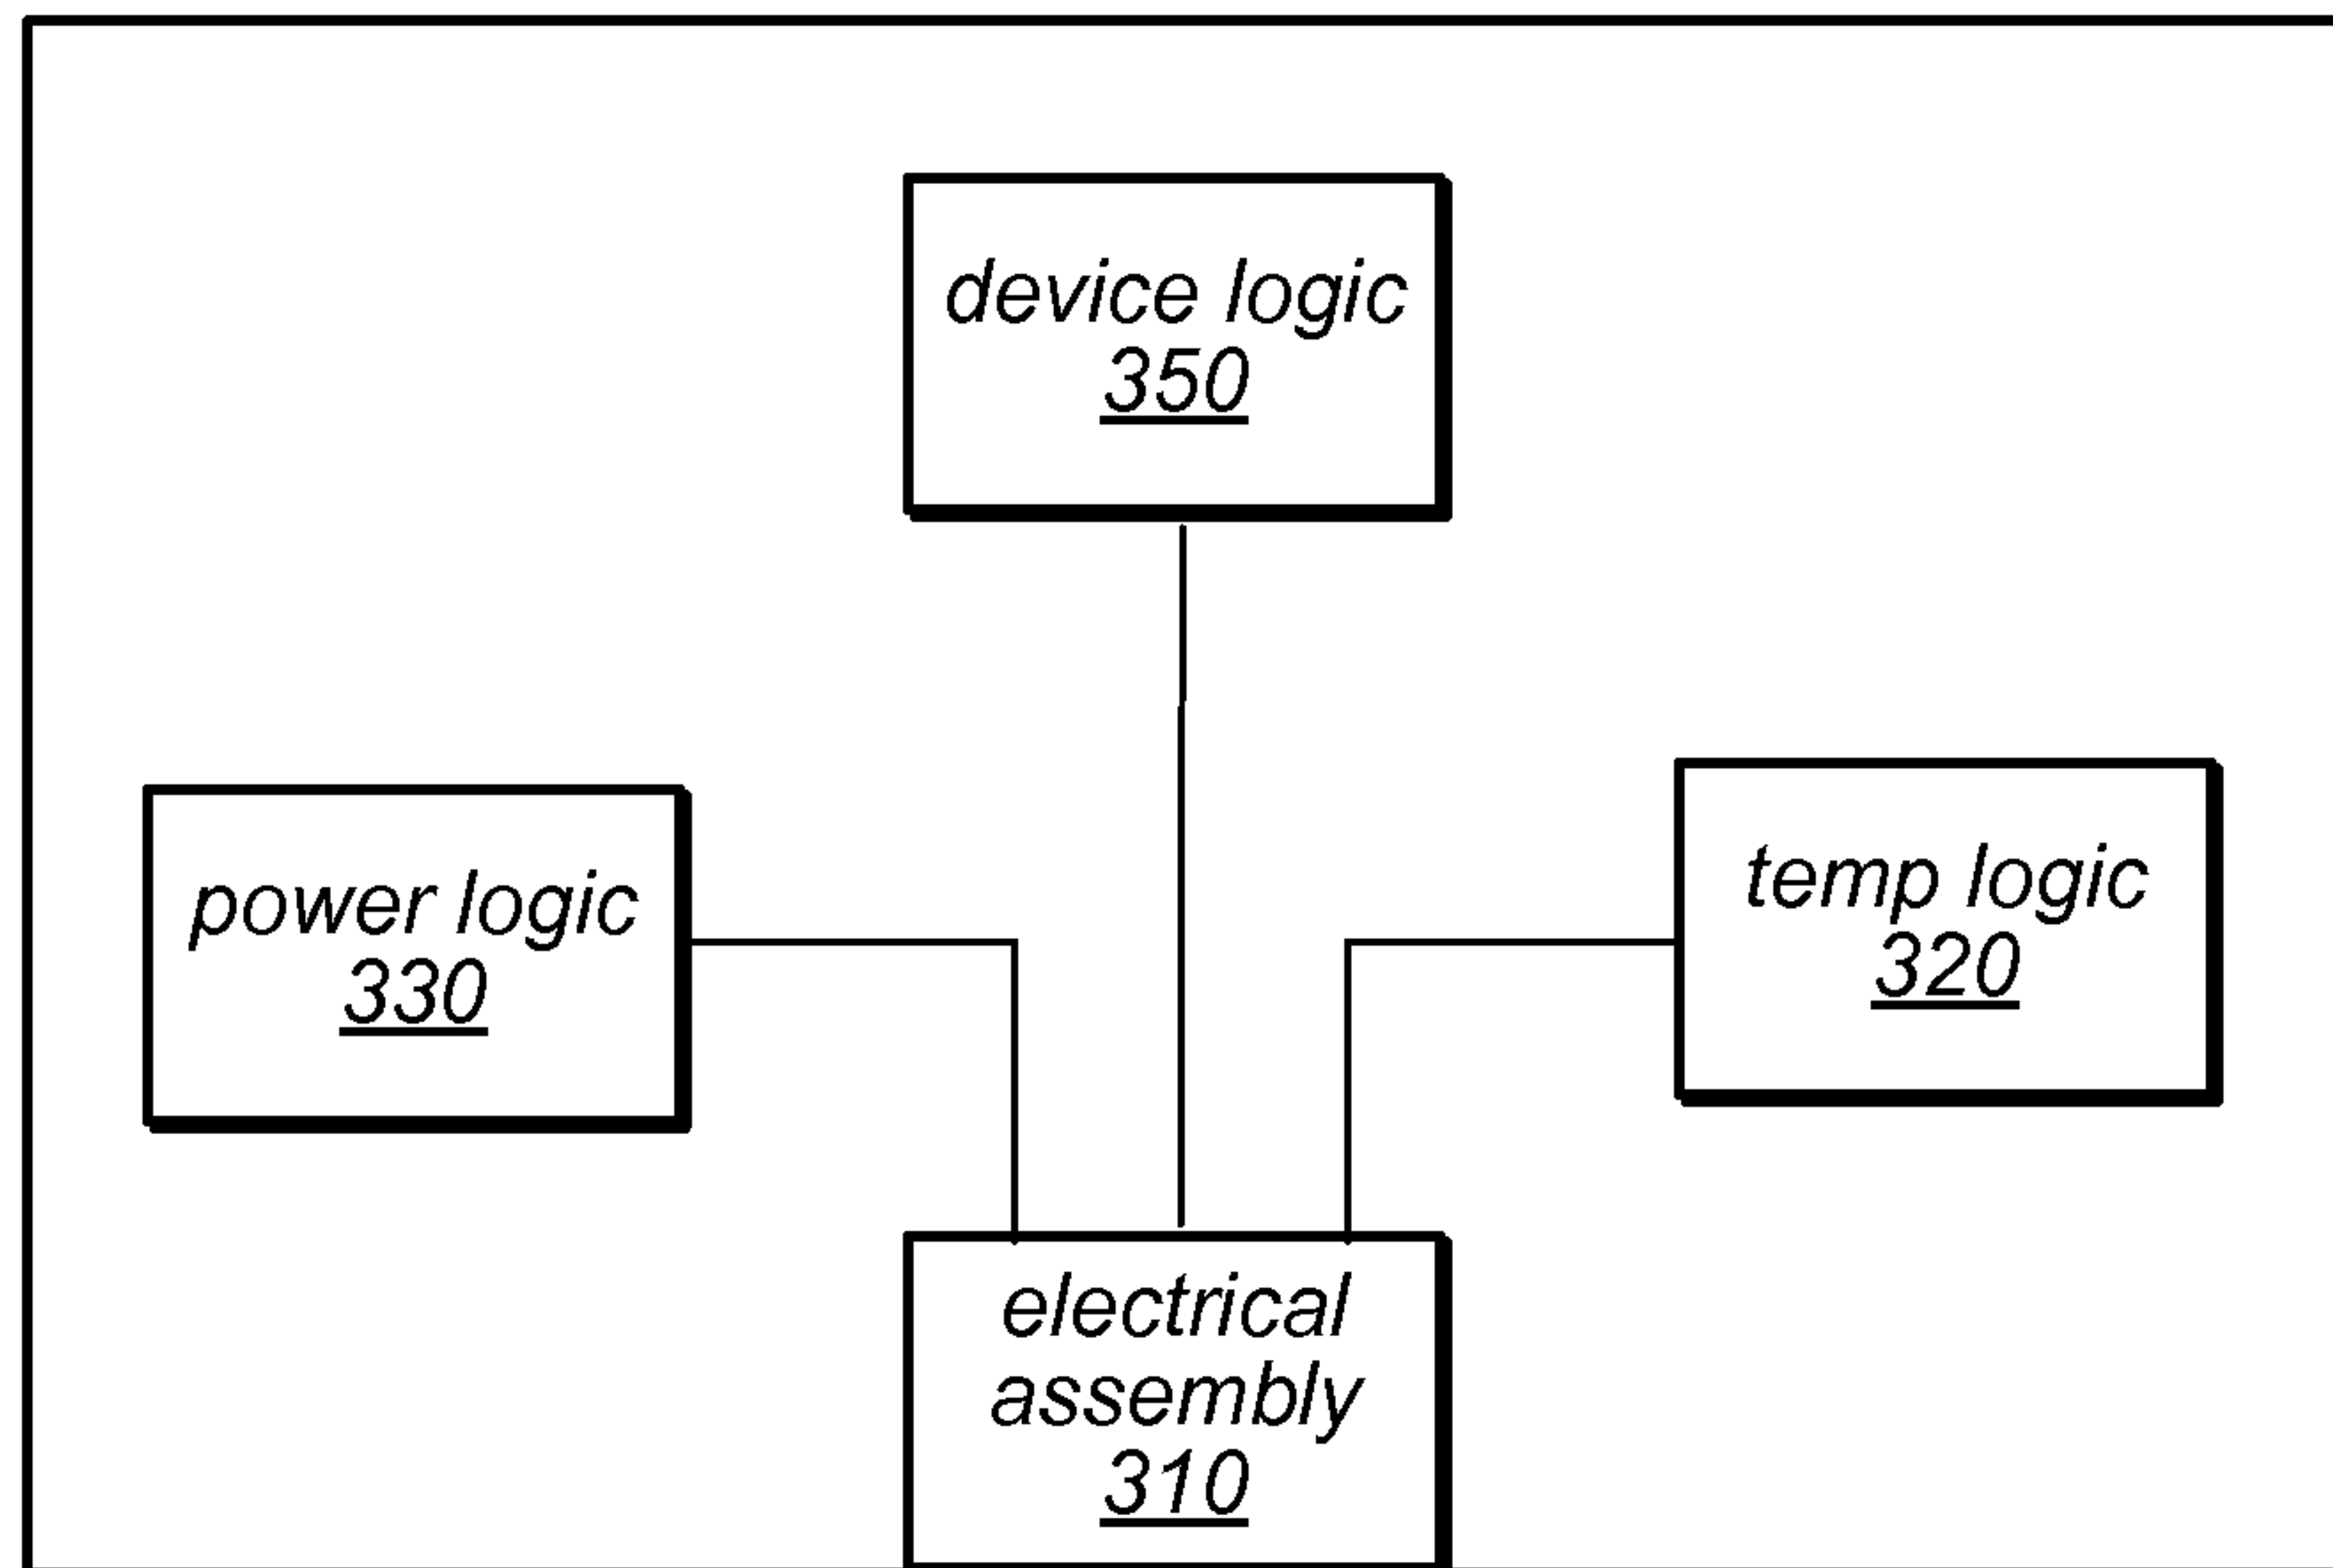 device logic
350
power logic
330
temp logic
320
electrical
assembly
310